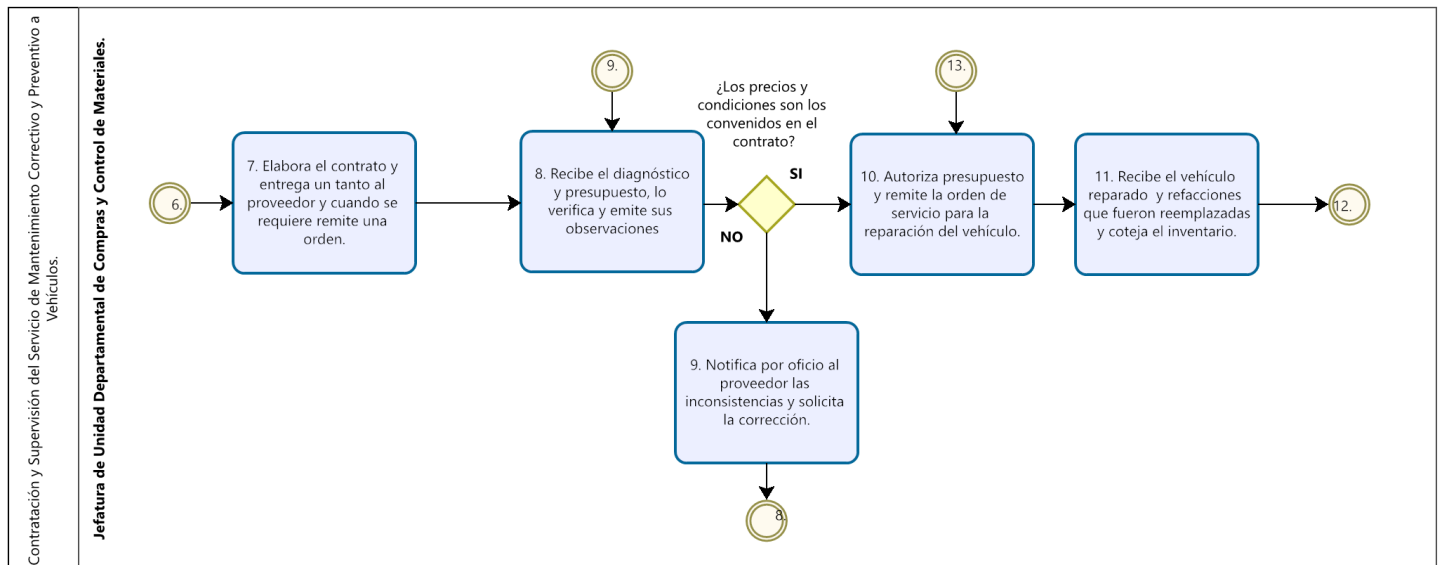 Contratación y Supervisión del Servicio de Mantenimiento Correctivo y Preventivo a
Vehículos.
Jefatura de Unidad Departamental de Compras y Control de Materiales.
6.
7. Elabora el contrato y
entrega un tanto al
proveedor y cuando se
requiere remite una
orden.
9.
8. Recibe el diagnóstico
y presupuesto, lo
verifica y emite sus
observaciones
¿Los precios y
condiciones son los
convenidos en el
contrato?
SI
NO
9. Notifica por oficio al
proveedor las
inconsistencias y solicita
la corrección.
8.
13.
10. Autoriza presupuesto
y remite la orden de
servicio para la
reparación del vehículo.
11. Recibe el vehículo
reparado  y refacciones
que fueron reemplazadas
y coteja el inventario.
12.